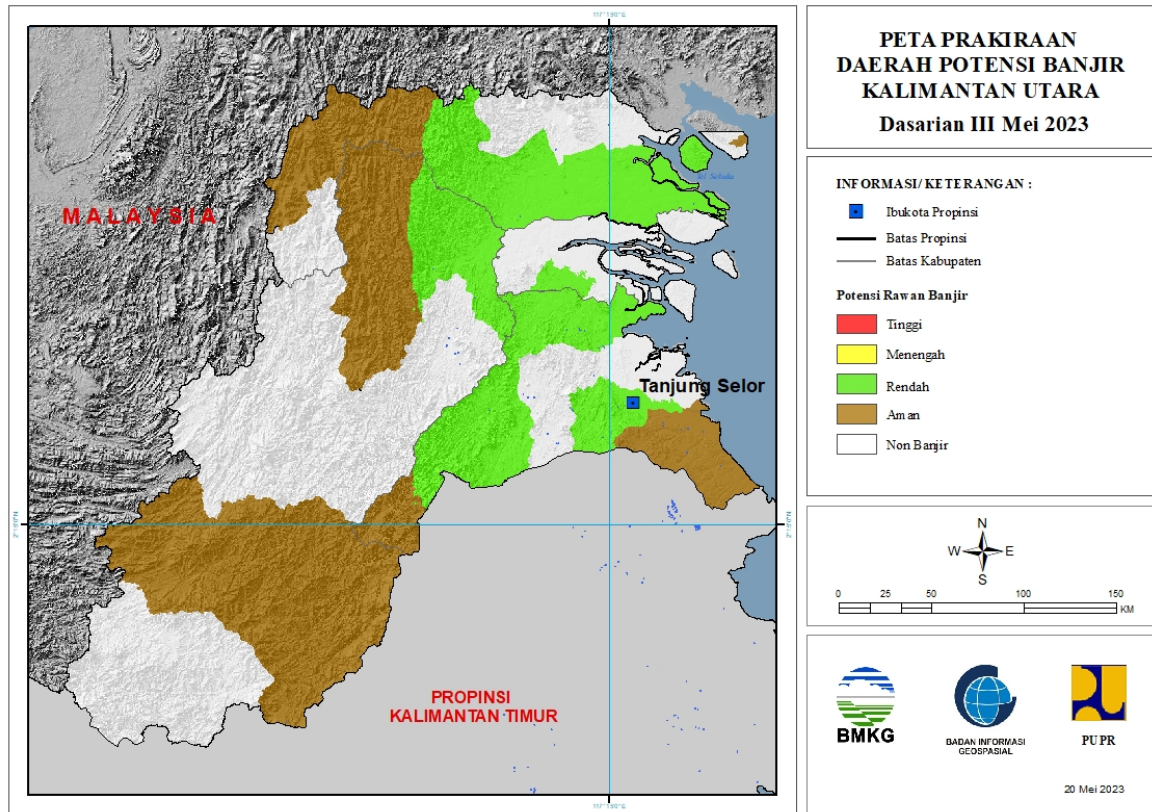 PETA PRAKIRAAN
DAERAH POTENSI BANJIR
KALIMANTAN UTARA
Dasarian III Mei 2023
MALAYSIA
Tanjung Selor
PROPINSI
KALIMANTAN TIMUR
INFORMASI/ KETERANGAN :
Ibukota Propinsi
Batas Propinsi
Batas Kabupaten
Potensi Rawan Banjir
Tinggi
Menengah
Rendah
Aman
Non Banjir
N
W E
S
0 25 50 100 150
KM
BMKG
BADAN INFORMASI
GEOSPASIAL
PUPR
20 Mei 2023